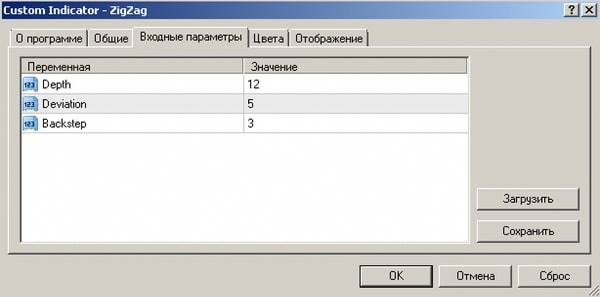 Custom Indicator - ZigZag
О программе Общие Входные параметры Цвета Отображение
Переменная Значение
123 Depth 12
123 Deviation 5
123 Backstep 3
Загрузить
Сохранить
OK Отмена Сброс